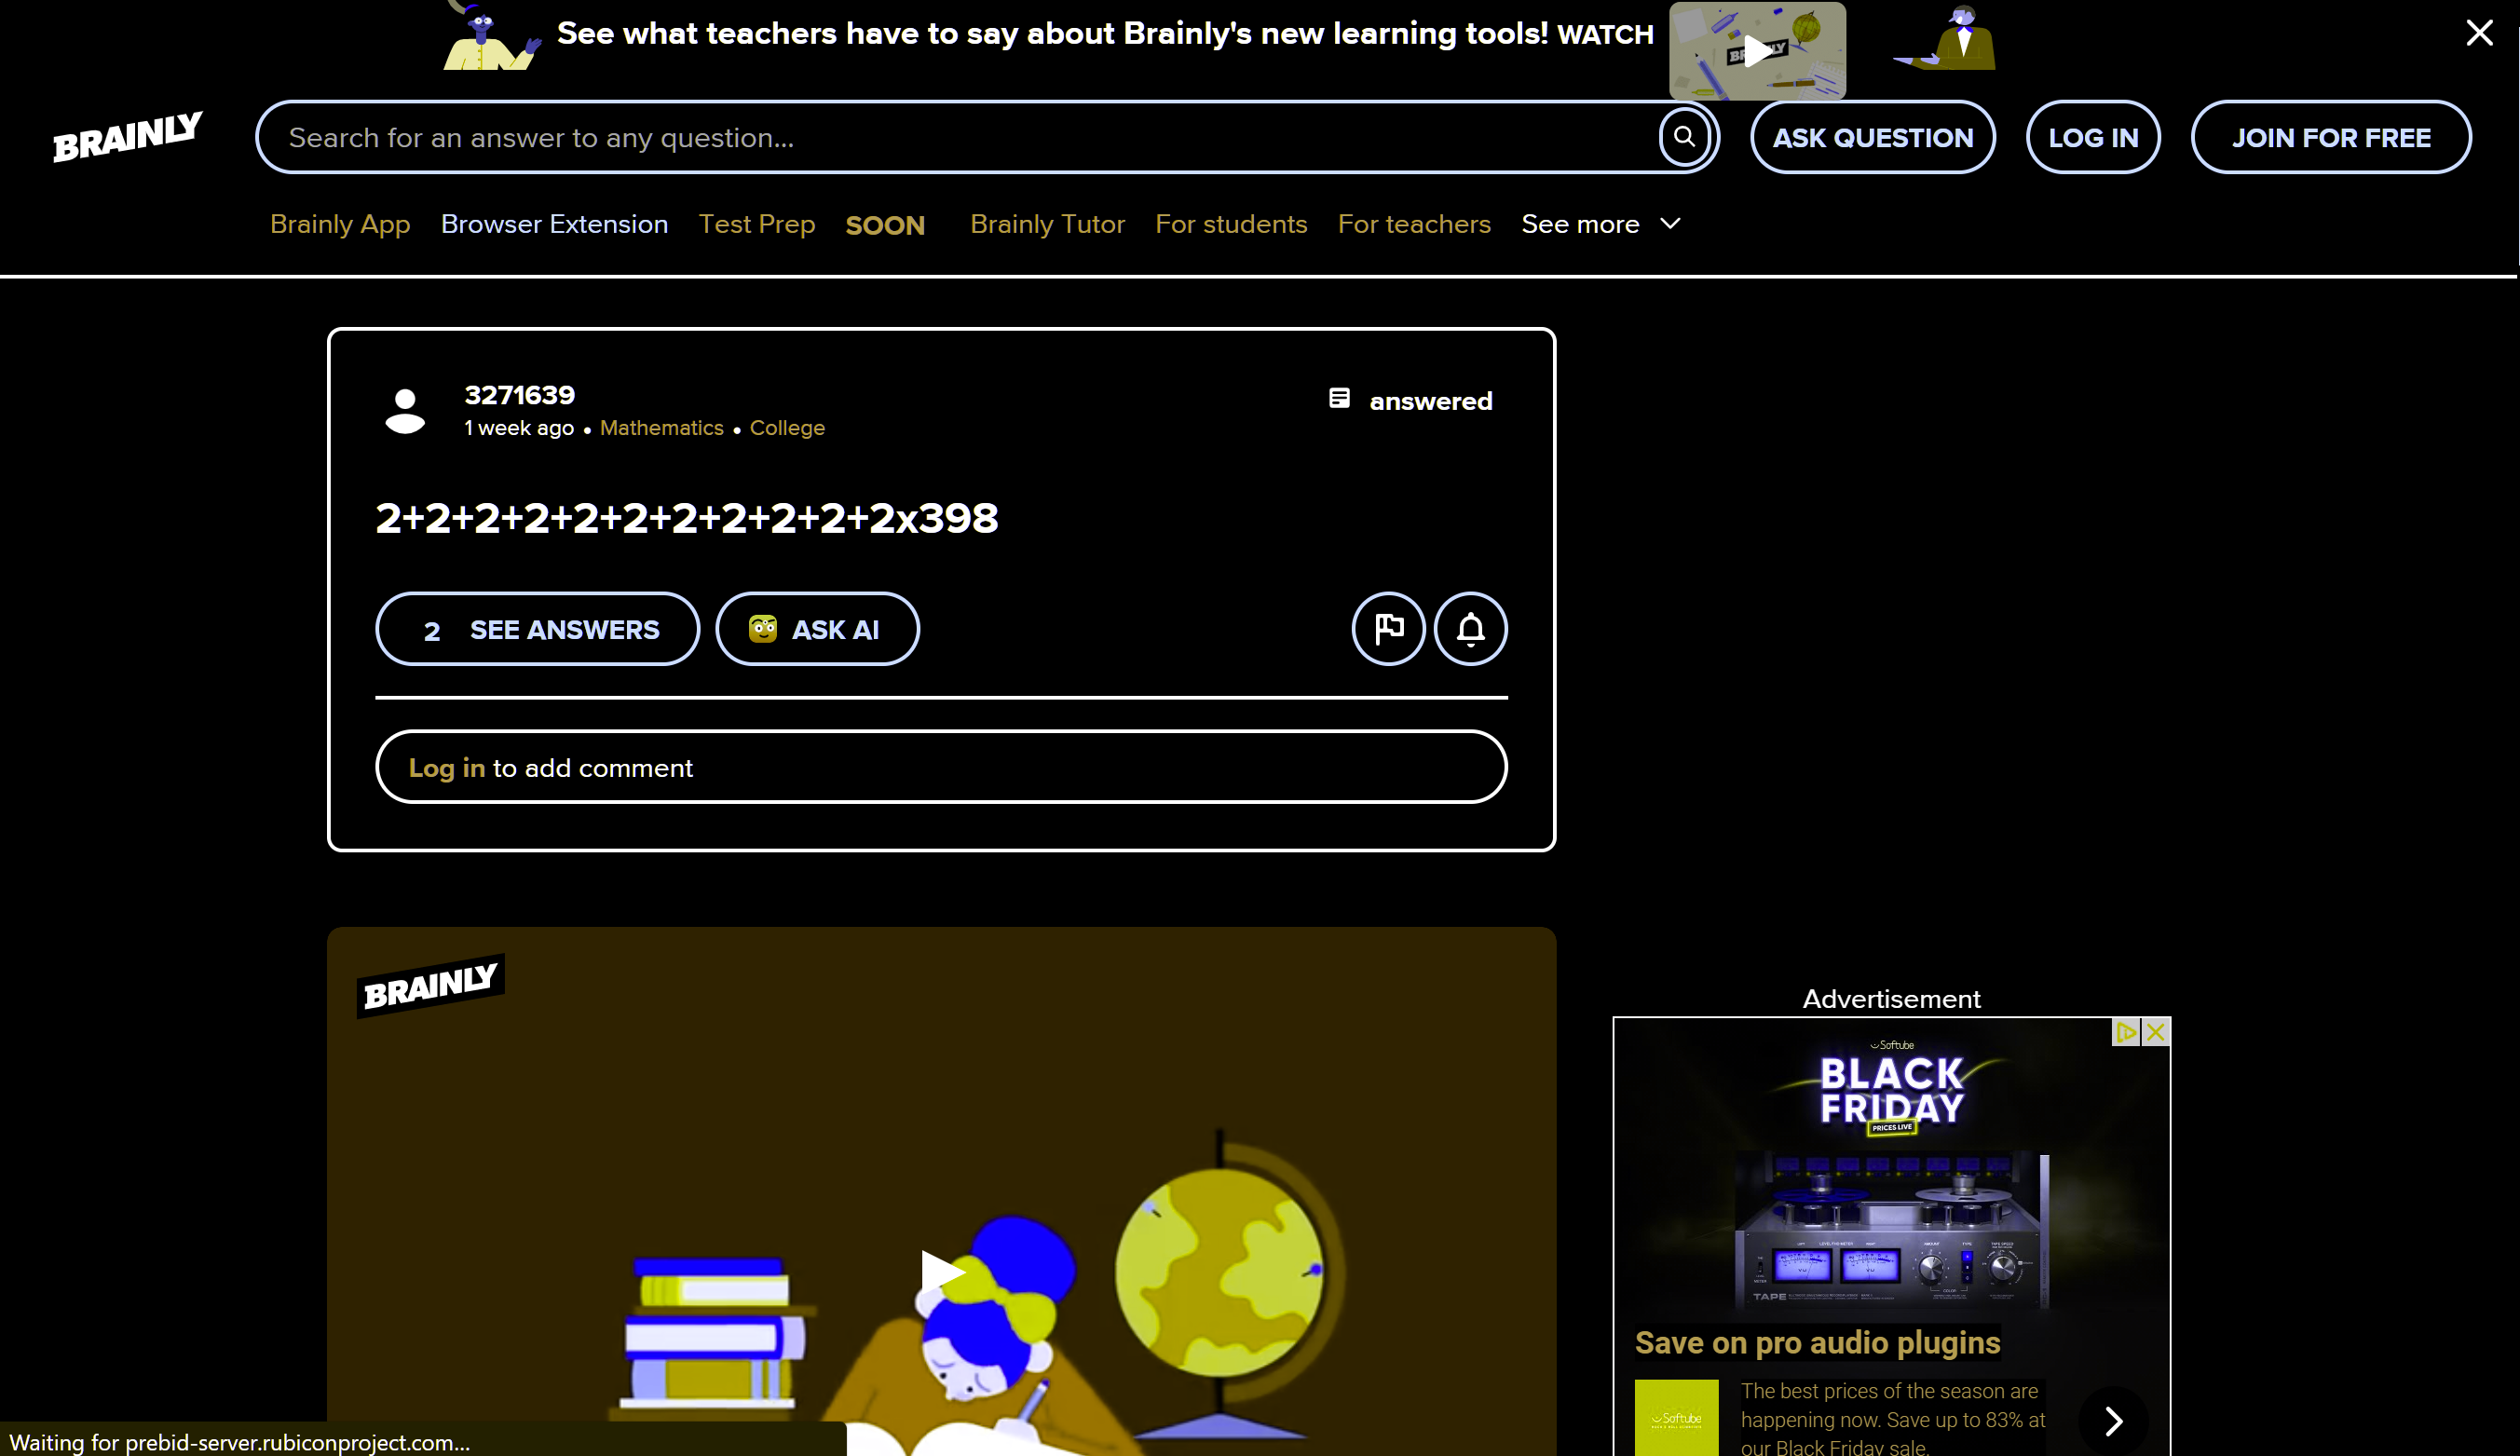 See what teachers have to say about Brainly's new learning tools! WATCH
BRAINLY
BRAINLY
Search for an answer to any question...
ASK QUESTION
LOG IN
JOIN FOR FREE
Brainly App Browser Extension Test Prep SOON Brainly Tutor For students For teachers See more
3271639
answered
1 week ago • Mathematics • College
2+2+2+2+2+2+2+2+2+2+2x398
2 SEE ANSWERS
ASK AI
Log in to add comment
BRAINLY
Advertisement
Softube
BLACK
FRIDAY
PRICES LIVE
TAPE
Save on pro audio plugins
Softube
The best prices of the season are
happening now. Save up to 83% at
our Black Friday sale.
Waiting for prebid-server.rubiconproject.com...